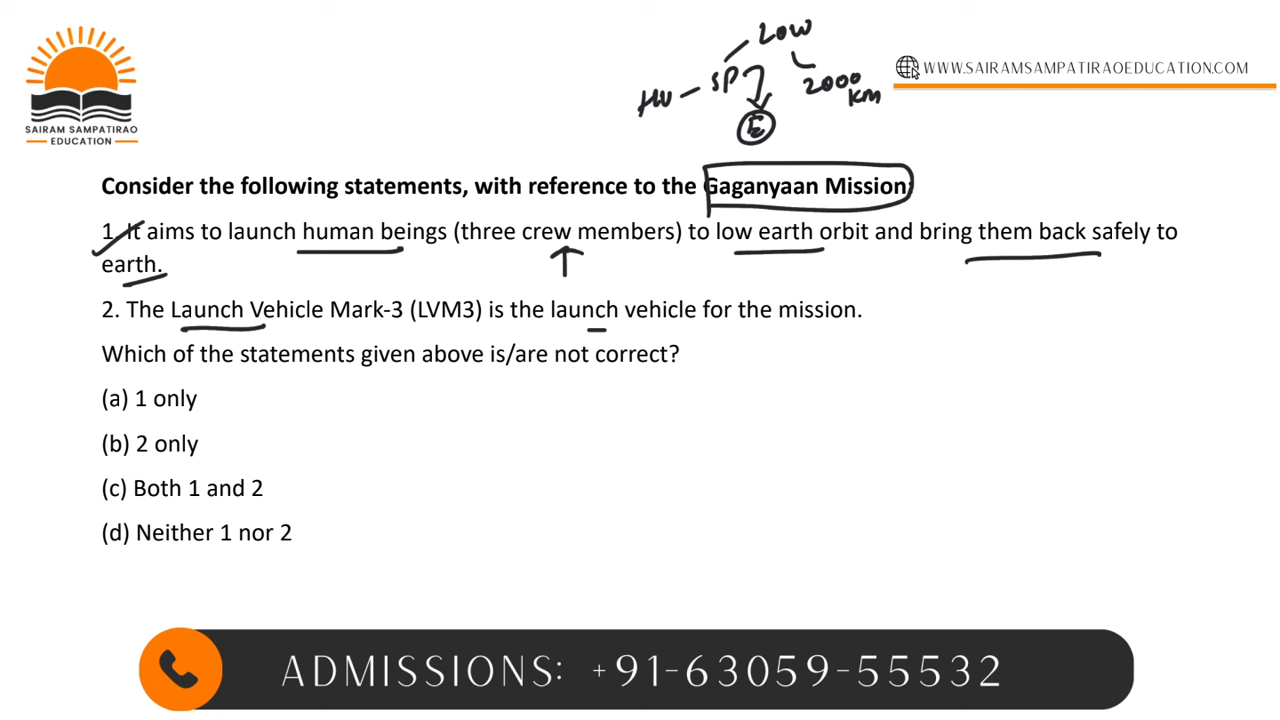 Low
SP
2000
KM
HU
E
WWW.SAIRAMSAMPATIRAOEDUCATION.COM
SAIRAM SAMPATIRAO
EDUCATION
Consider the following statements, with reference to the Gaganyaan Mission:
1. It aims to launch human beings (three crew members) to low earth orbit and bring them back safely to
earth.
2. The Launch Vehicle Mark-3 (LVM3) is the launch vehicle for the mission.
Which of the statements given above is/are not correct?
(a) 1 only
(b) 2 only
(c) Both 1 and 2
(d) Neither 1 nor 2
ADMISSIONS: +91-63059-55532